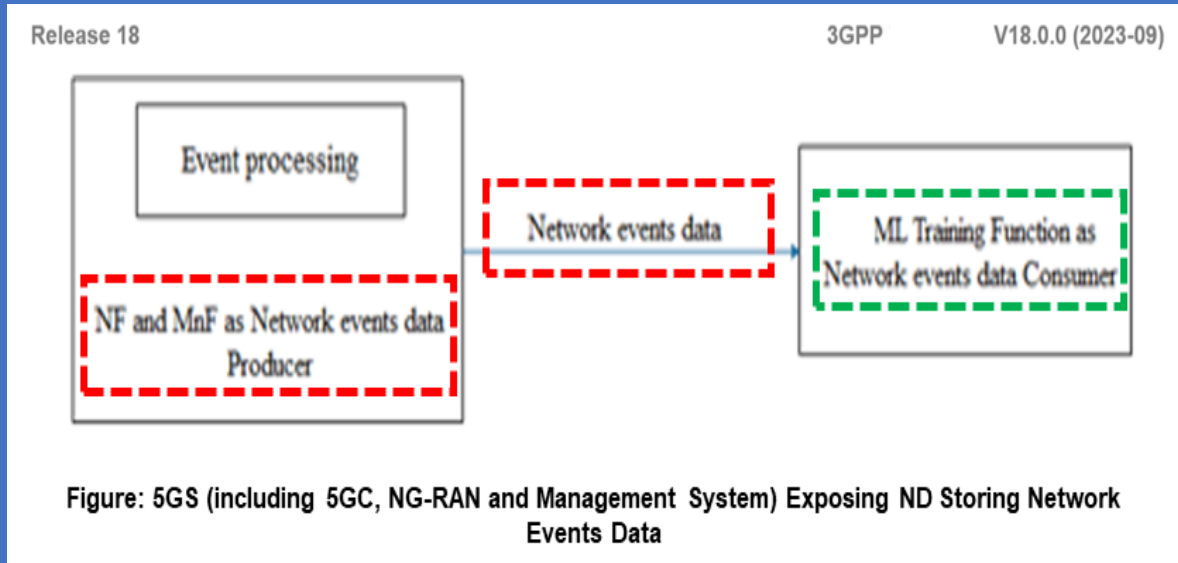 Release 18 3GPP V18.0.0 (2023-09)
Event processing
NF and MnF as Network events data
Producer
Network events data
ML Training Function as
Network events data Consumer
Figure: 5GS (including 5GC, NG-RAN and Management System) Exposing ND Storing Network
Events Data